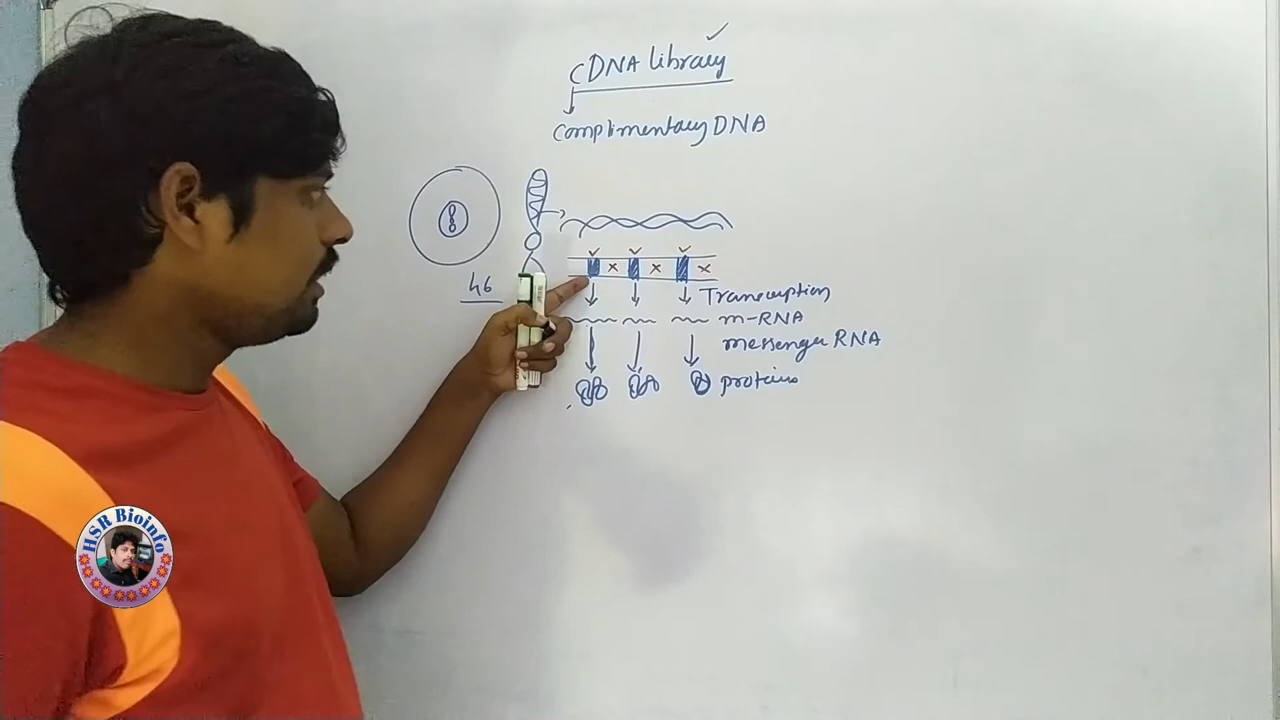 cDNA library
complimentary DNA
46
Transcription
m-RNA
messenger RNA
proteins
HSR Bioinfo